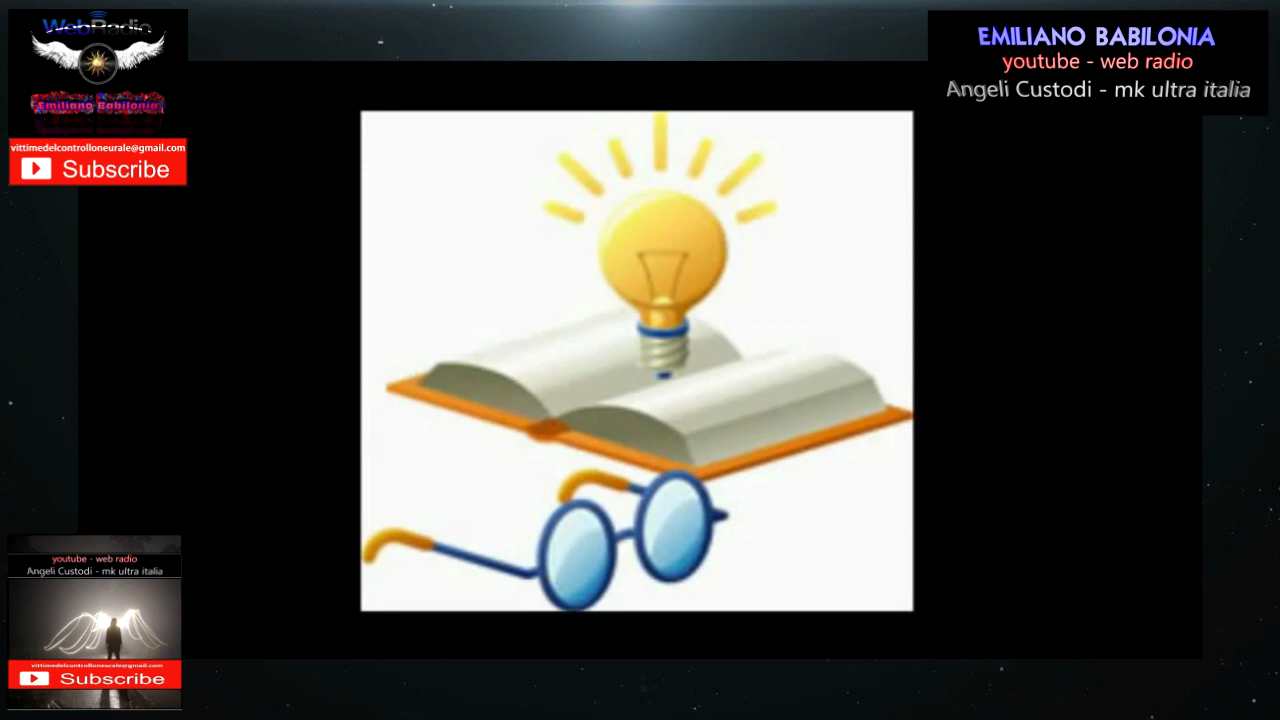 WebRadio
Emiliano Babilonia
vittimedelcontrolloneurale@gmail.com
Subscribe
EMILIANO BABILONIA
youtube - web radio
Angeli Custodi - mk ultra italia
youtube - web radio
Angeli Custodi - mk ultra italia
vittimedelcontrolloneurale@gmail.com
Subscribe